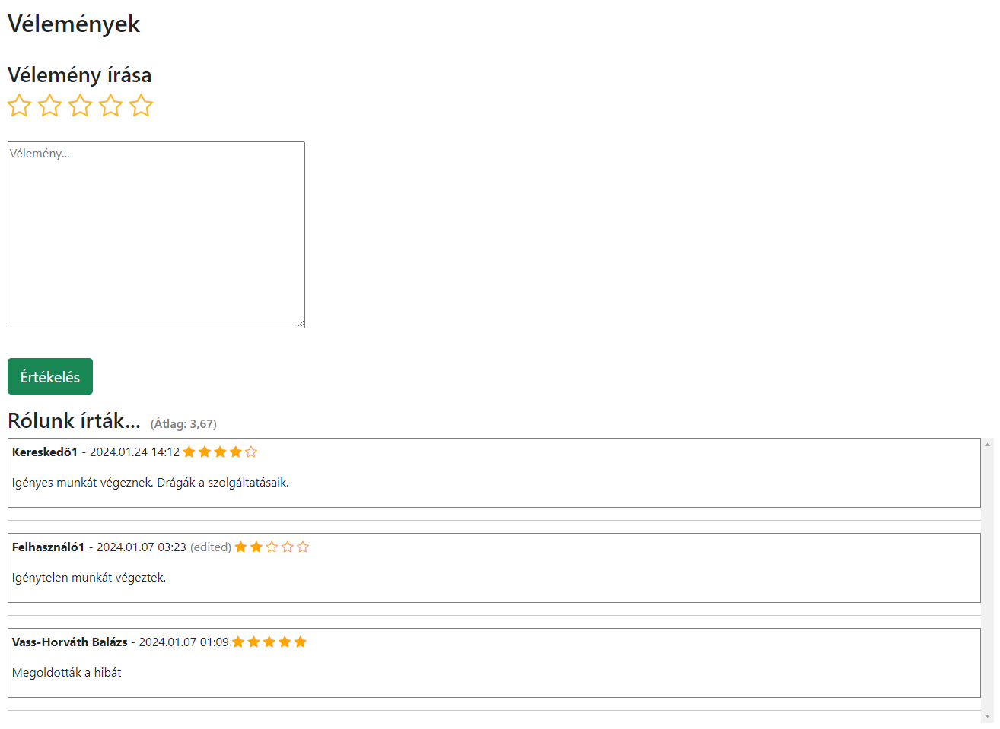 Vélemények
Vélemény írása
Vélemény...
Értékelés
Rólunk írták... (Átlag: 3,67)
Kereskedő1 - 2024.01.24 14:12
Igényes munkát végeznek. Drágák a szolgáltatásaik.
Felhasználó1 - 2024.01.07 03:23 (edited)
Igénytelen munkát végeztek.
Vass-Horváth Balázs - 2024.01.07 01:09
Megoldották a hibát